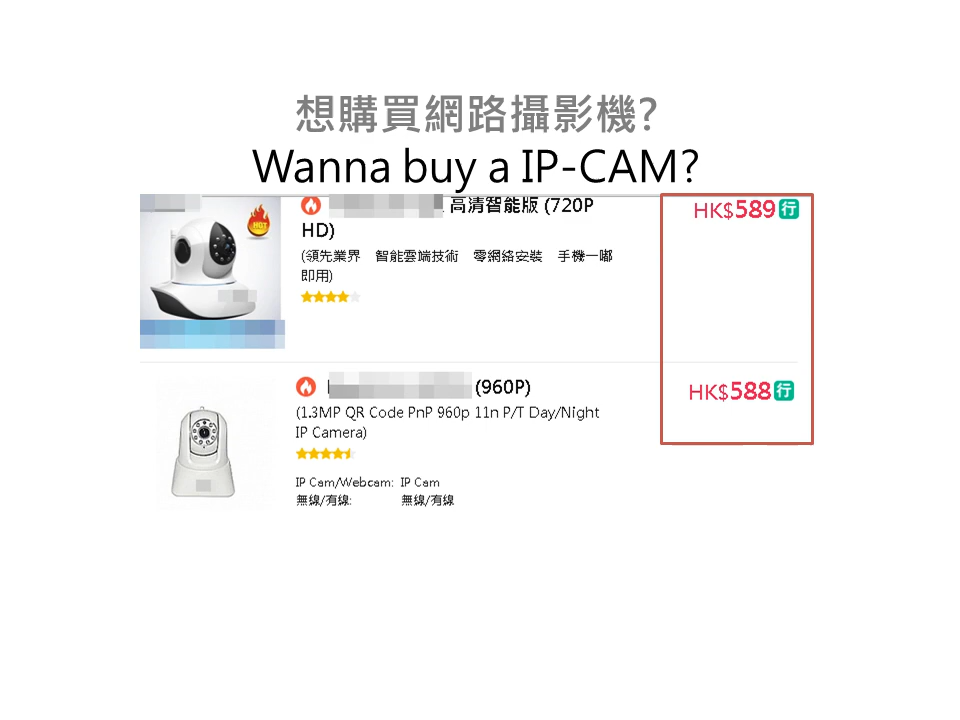 想購買網路攝影機?
Wanna buy a IP-CAM?
HOT
高清智能版 (720P
HD)
(領先業界 智能雲端技術 零網絡安裝 手機一嘟
即用)
HK$589 行
(960P)
(1.3MP QR Code PnP 960p 11n P/T Day/Night
IP Camera)
HK$588 行
IP Cam/Webcam: IP Cam
無線/有線: 無線/有線